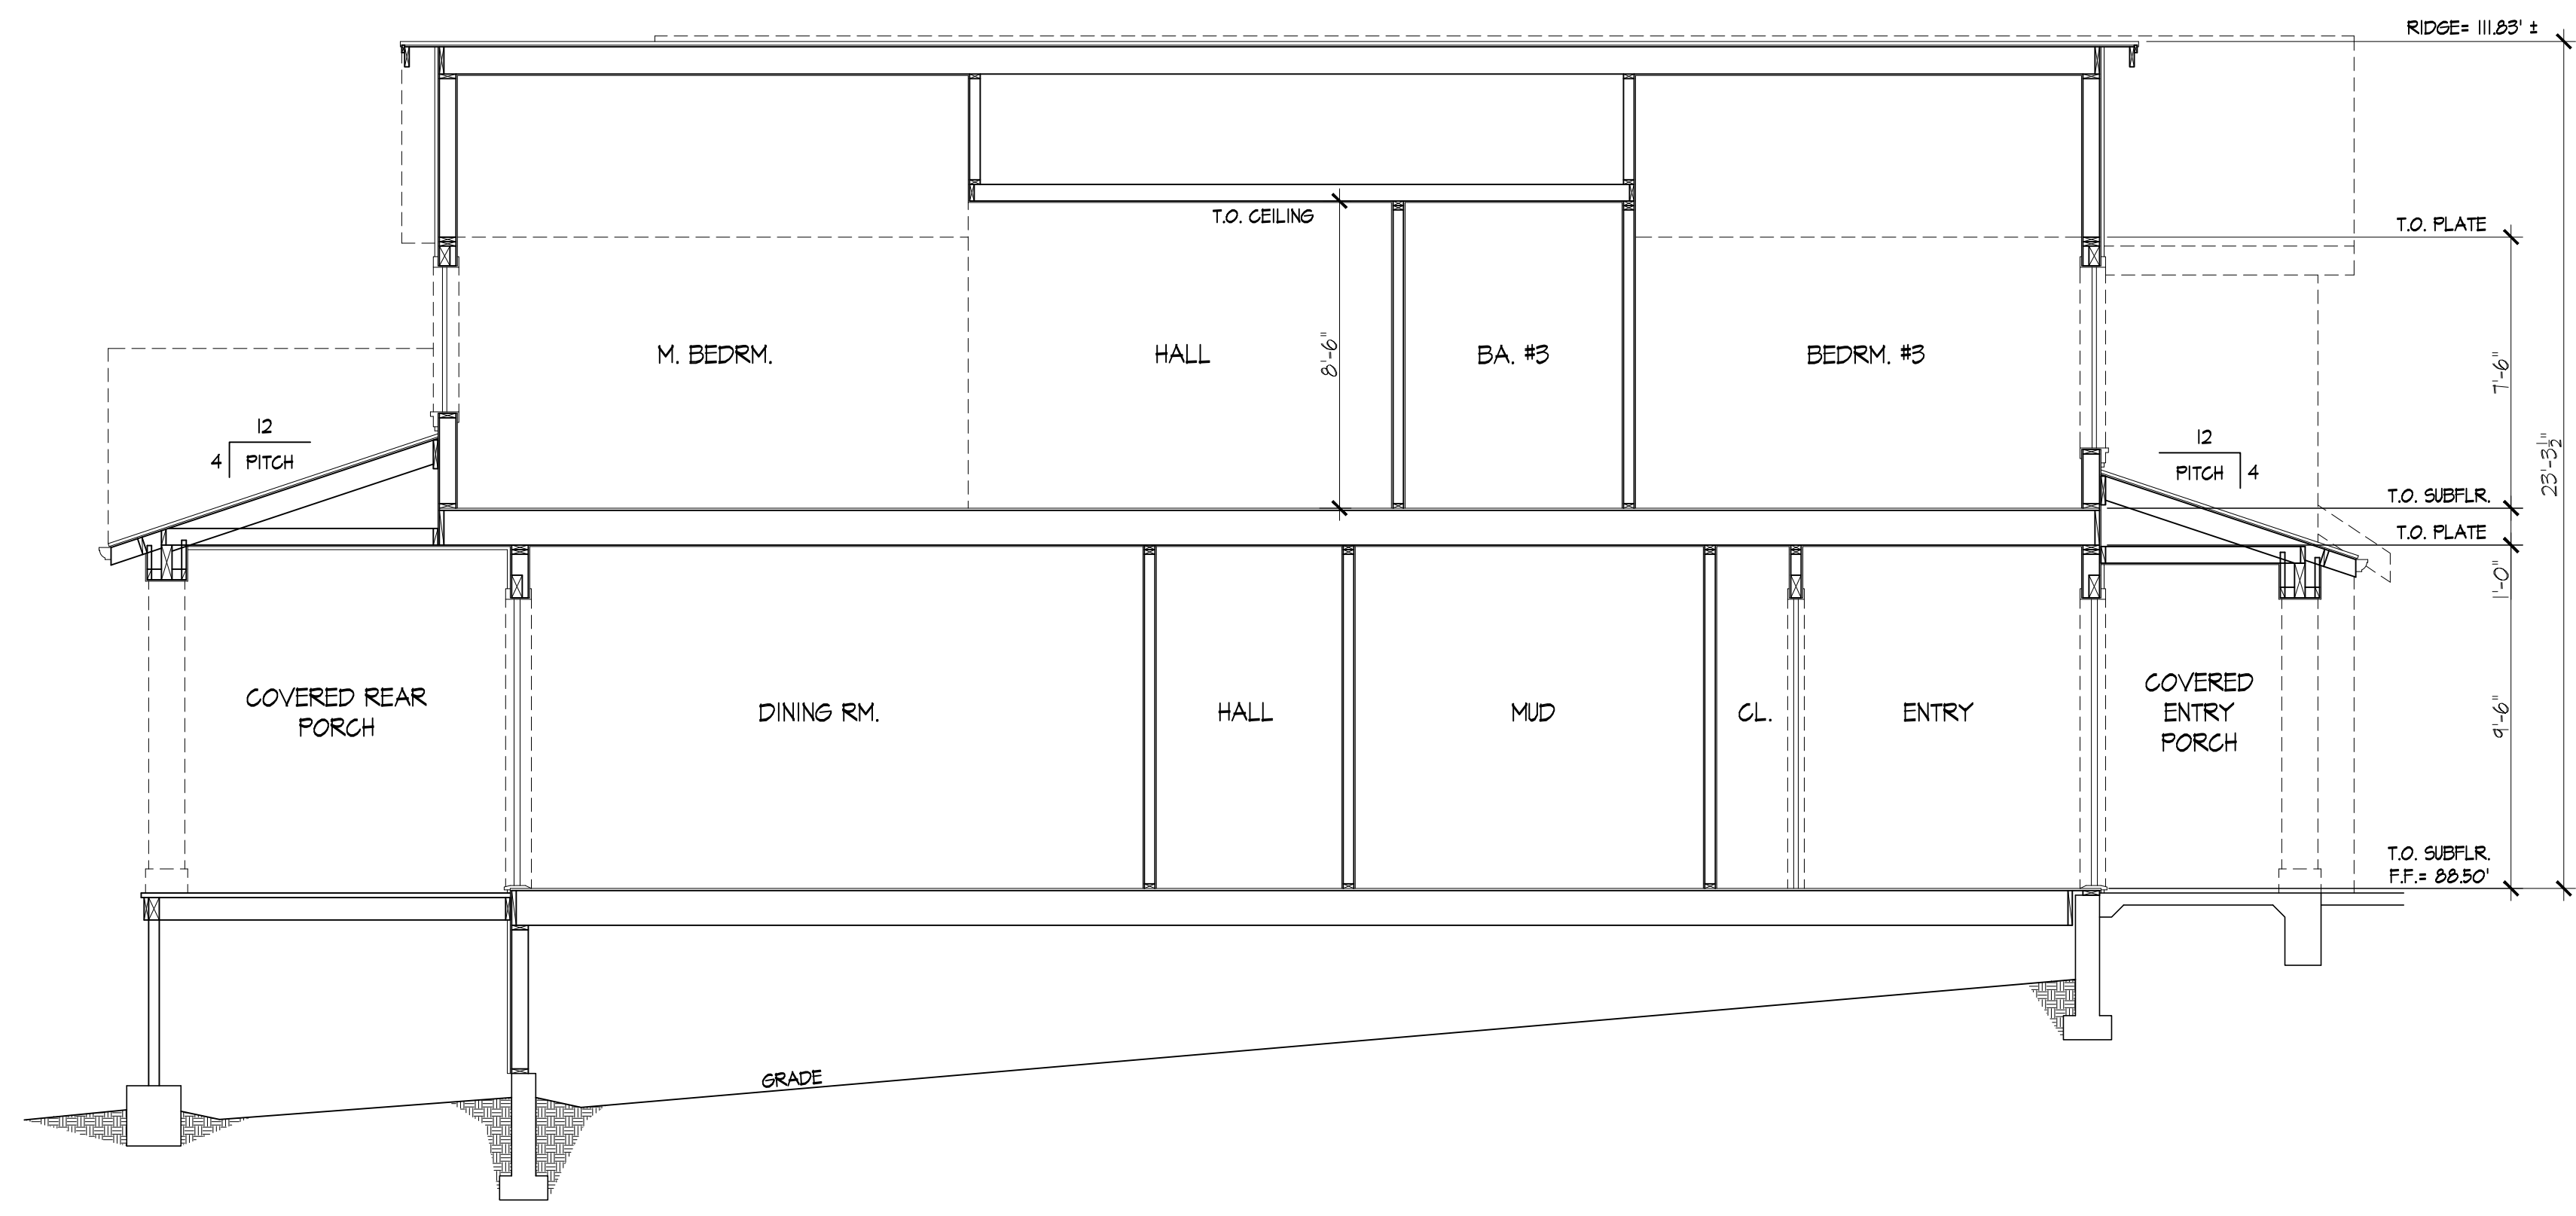 RIDGE= 111.83' ±
T.O. CEILING
T.O. PLATE
8'-6"
M. BEDRM.
HALL
BA. #3
BEDRM. #3
7'-6"
12
4 PITCH
12
PITCH 4
23'-3 1/2"
T.O. SUBFLR.
T.O. PLATE
1'-0"
COVERED REAR
PORCH
DINING RM.
HALL
MUD
CL.
ENTRY
COVERED
ENTRY
PORCH
9'-6"
T.O. SUBFLR.
F.F.= 88.50'
GRADE